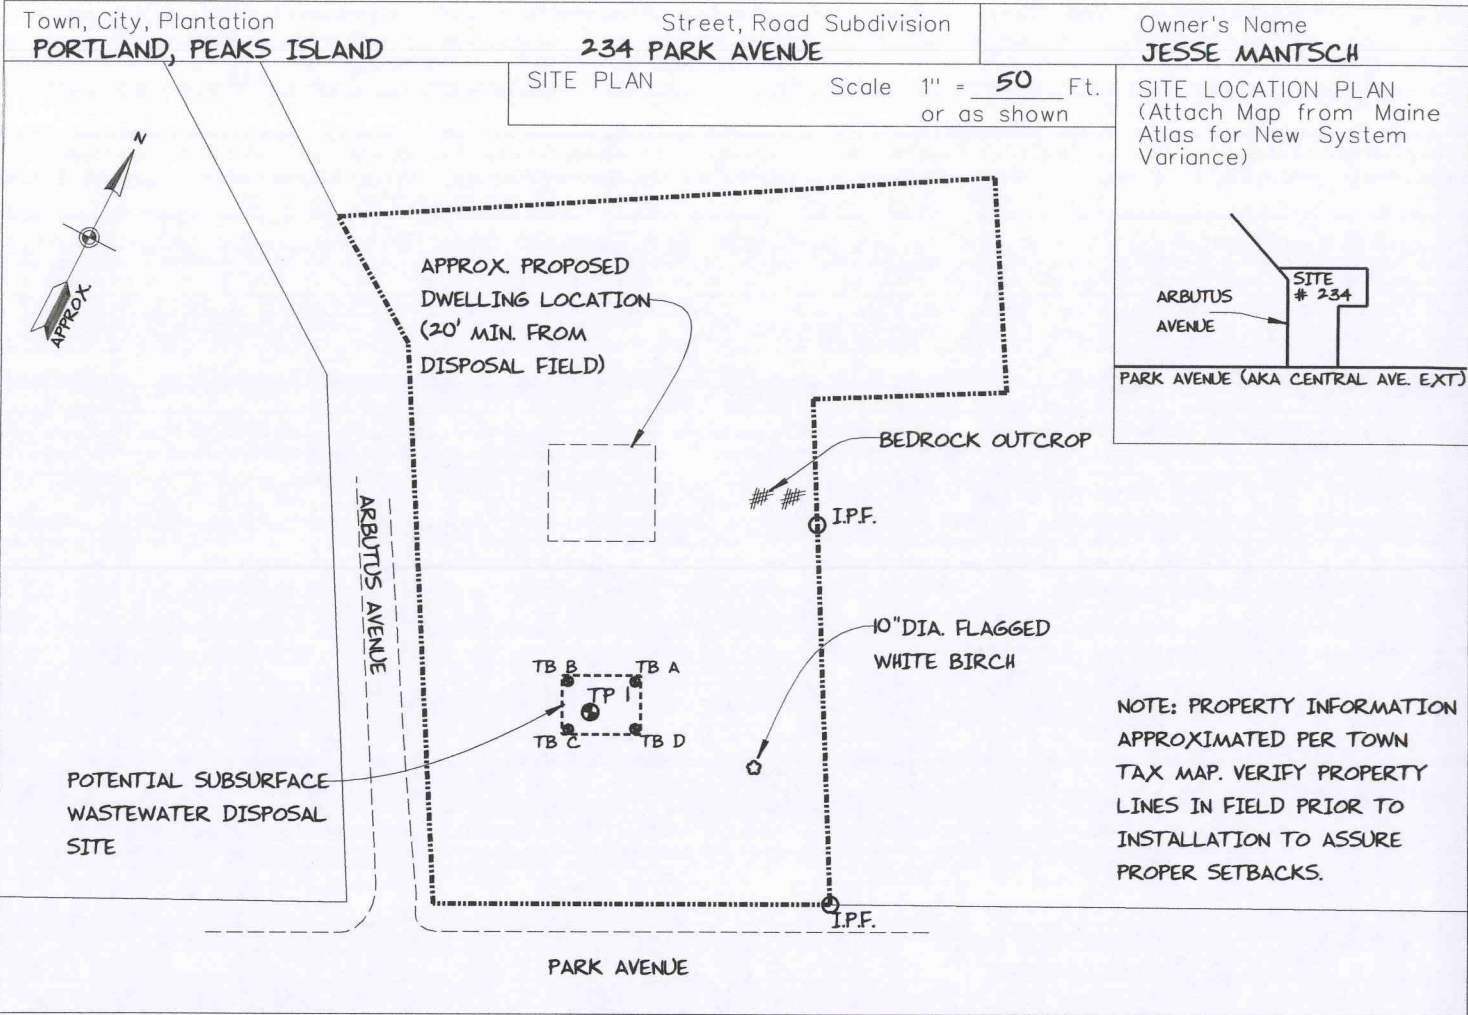 Town, City, Plantation
PORTLAND, PEAKS ISLAND
Street, Road Subdivision
234 PARK AVENUE
Owner's Name
JESSE MANTSCH
SITE PLAN
Scale 1" = 50 Ft.
or as shown
SITE LOCATION PLAN
(Attach Map from Maine
Atlas for New System
Variance)
N
APPROX
APPROX. PROPOSED
DWELLING LOCATION
(20' MIN. FROM
DISPOSAL FIELD)
SITE
# 234
ARBUTUS
AVENUE
PARK AVENUE (AKA CENTRAL AVE. EXT)
BEDROCK OUTCROP
I.P.F.
ARBUTUS AVENUE
10" DIA. FLAGGED
WHITE BIRCH
TB B
TB A
TP 1
TB C
TB D
POTENTIAL SUBSURFACE
WASTEWATER DISPOSAL
SITE
NOTE: PROPERTY INFORMATION
APPROXIMATED PER TOWN
TAX MAP. VERIFY PROPERTY
LINES IN FIELD PRIOR TO
INSTALLATION TO ASSURE
PROPER SETBACKS.
I.P.F.
PARK AVENUE